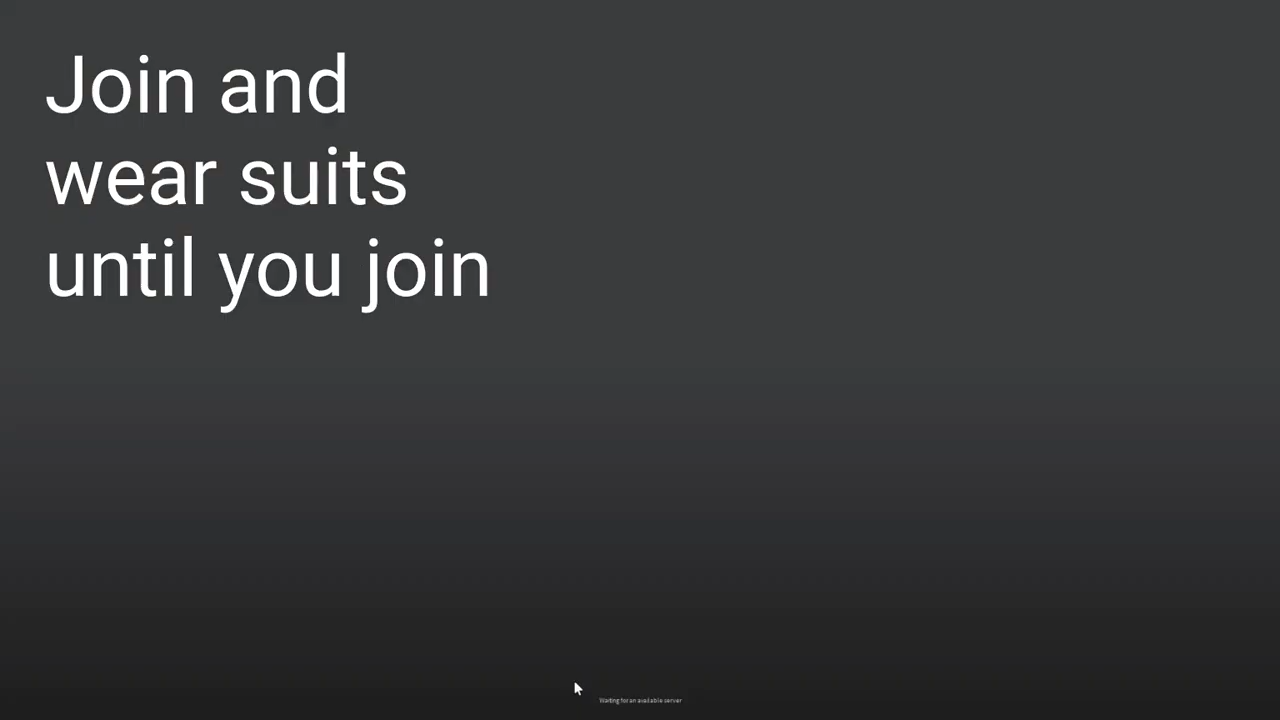 Join and
wear suits
until you join
Waiting for an available server